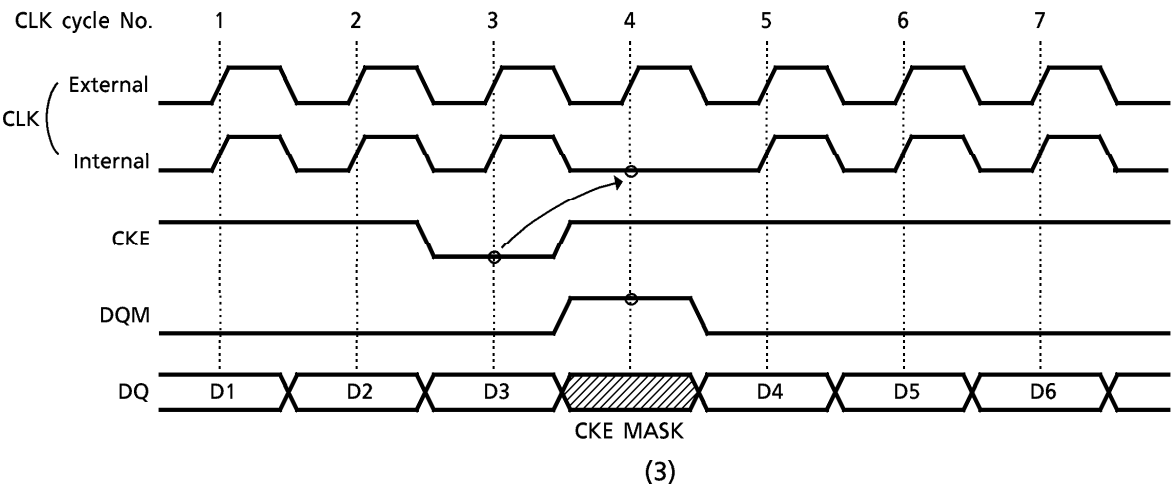 CLK cycle No. 1 2 3 4 5 6 7
External
CLK
Internal
CKE
DQM
DQ D1 D2 D3 D4 D5 D6
CKE MASK
(3)